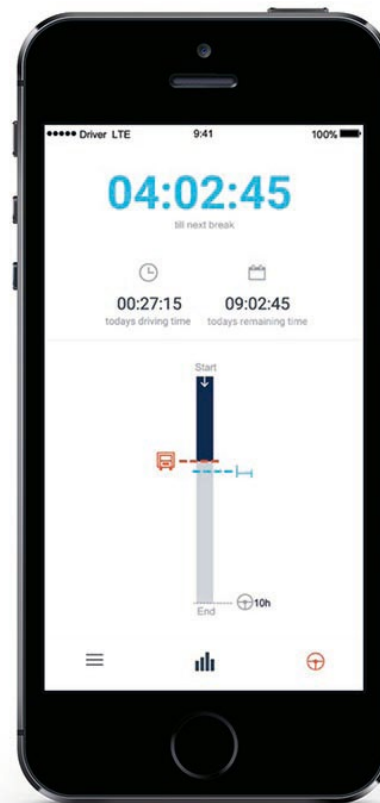 Driver LTE 9:41 100%
04:02:45
till next break
00:27:15 09:02:45
todays driving time todays remaining time
Start
10h
End